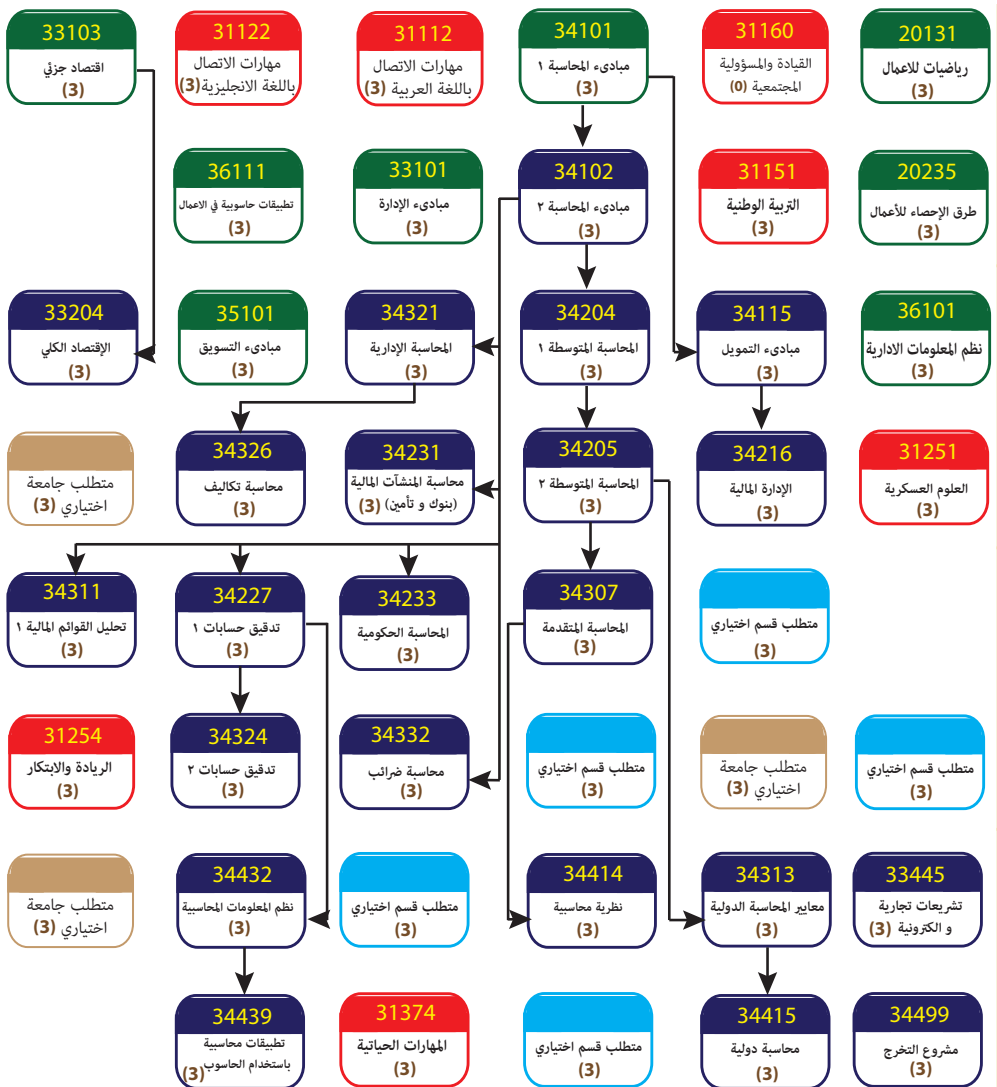 20131
رياضيات للاعمال
(3)
31160
القيادة والمسؤولية
المجتمعية (0)
34101
مبادىء المحاسبة ١
(3)
31112
مهارات الاتصال
باللغة العربية (3)
31122
مهارات الاتصال
باللغة الانجليزية (3)
33103
اقتصاد جزئي
(3)
20235
طرق الإحصاء للأعمال
(3)
31151
التربية الوطنية
(3)
34102
مبادىء المحاسبة ٢
(3)
33101
مبادىء الإدارة
(3)
36111
تطبيقات حاسوبية في الاعمال
(3)
36101
نظم المعلومات الادارية
(3)
34115
مبادىء التمويل
(3)
34204
المحاسبة المتوسطة ١
(3)
34321
المحاسبة الإدارية
(3)
35101
مبادىء التسويق
(3)
33204
الإقتصاد الكلي
(3)
31251
العلوم العسكرية
(3)
34216
الإدارة المالية
(3)
34205
المحاسبة المتوسطة ٢
(3)
34231
محاسبة المنشآت المالية
(بنوك و تأمين) (3)
34326
محاسبة تكاليف
(3)
متطلب جامعة
اختياري (3)
متطلب قسم اختياري
(3)
34307
المحاسبة المتقدمة
(3)
34233
المحاسبة الحكومية
(3)
34227
تدقيق حسابات ١
(3)
34311
تحليل القوائم المالية ١
(3)
متطلب قسم اختياري
(3)
متطلب جامعة
اختياري (3)
متطلب قسم اختياري
(3)
34332
محاسبة ضرائب
(3)
34324
تدقيق حسابات ٢
(3)
31254
الريادة والابتكار
(3)
33445
تشريعات تجارية
و الكترونية (3)
34313
معايير المحاسبة الدولية
(3)
34414
نظرية محاسبية
(3)
متطلب قسم اختياري
(3)
34432
نظم المعلومات المحاسبية
(3)
متطلب جامعة
اختياري (3)
34499
مشروع التخرج
(3)
34415
محاسبة دولية
(3)
متطلب قسم اختياري
(3)
31374
المهارات الحياتية
(3)
34439
تطبيقات محاسبية
باستخدام الحاسوب (3)